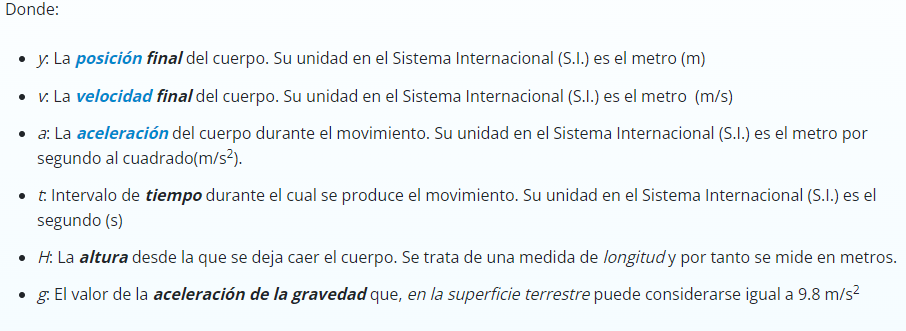 Donde:
• y: La posición final del cuerpo. Su unidad en el Sistema Internacional (S.I.) es el metro (m)
• v: La velocidad final del cuerpo. Su unidad en el Sistema Internacional (S.I.) es el metro (m/s)
• a: La aceleración del cuerpo durante el movimiento. Su unidad en el Sistema Internacional (S.I.) es el metro por
segundo al cuadrado(m/s²).
• t: Intervalo de tiempo durante el cual se produce el movimiento. Su unidad en el Sistema Internacional (S.I.) es el
segundo (s)
• H: La altura desde la que se deja caer el cuerpo. Se trata de una medida de longitud y por tanto se mide en metros.
• g: El valor de la aceleración de la gravedad que, en la superficie terrestre puede considerarse igual a 9.8 m/s²